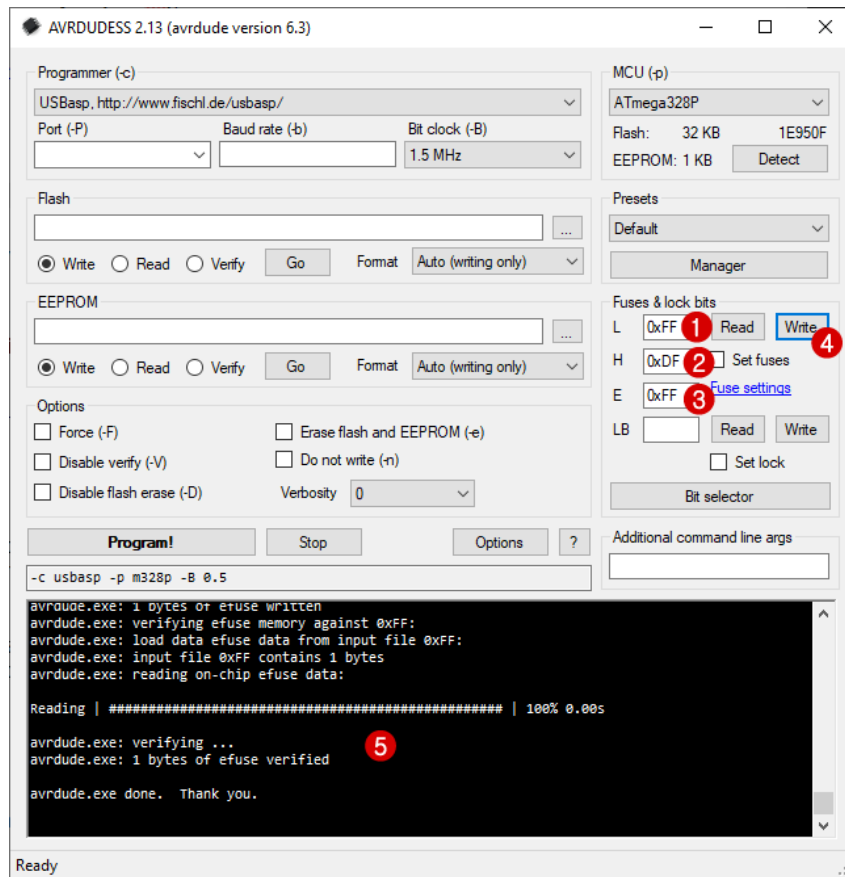 AVRDUDESS 2.13 (avrdude version 6.3)
Programmer (-c)
USBasp, http://www.fischl.de/usbasp/
Port (-P) Baud rate (-b) Bit clock (-B)
1.5 MHz
MCU (-p)
ATmega328P
Flash: 32 KB 1E950F
EEPROM: 1 KB Detect
Flash
...
Write Read Verify Go Format Auto (writing only)
Presets
Default
Manager
EEPROM
...
Write Read Verify Go Format Auto (writing only)
Fuses & lock bits
L 0xFF 1 Read Write 4
H 0xDF 2 Set fuses
E 0xFF 3 Fuse settings
LB Read Write
Set lock
Bit selector
Options
Force (-F) Erase flash and EEPROM (-e)
Disable verify (-V) Do not write (-n)
Disable flash erase (-D) Verbosity 0
Program! Stop Options ?
Additional command line args
-c usbasp -p m328p -B 0.5
avrdude.exe: 1 bytes of efuse written
avrdude.exe: verifying efuse memory against 0xFF:
avrdude.exe: load data efuse data from input file 0xFF:
avrdude.exe: input file 0xFF contains 1 bytes
avrdude.exe: reading on-chip efuse data:
Reading | ################################################## | 100% 0.00s
avrdude.exe: verifying ... 5
avrdude.exe: 1 bytes of efuse verified
avrdude.exe done. Thank you.
Ready